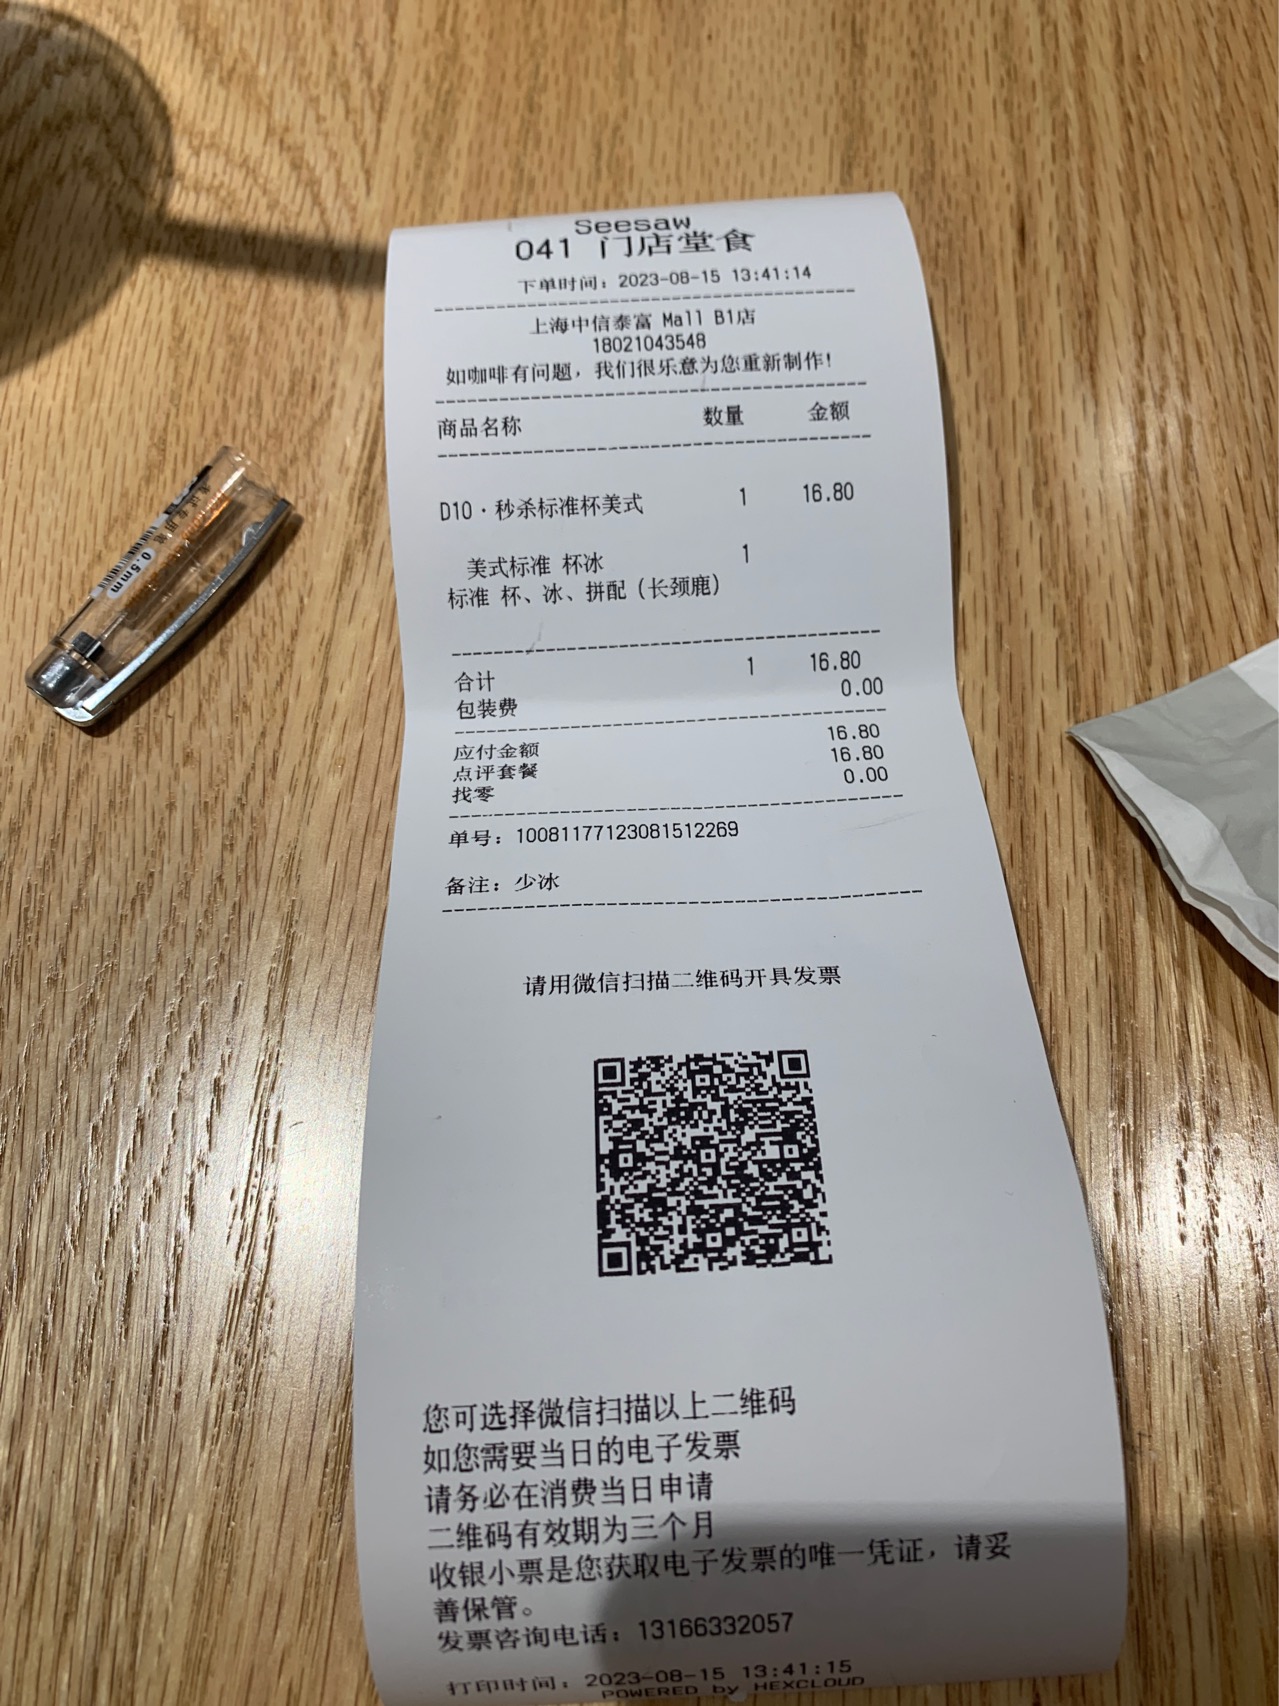 Seesaw
041 门店堂食
下单时间：2023-08-15 13:41:14
上海中信泰富 Mall B1店
18021043548
如咖啡有问题，我们很乐意为您重新制作！
商品名称 数量 金额
D10·秒杀标准杯美式 1 16.80
美式标准 杯冰 1
标准 杯、冰、拼配（长颈鹿）
合计 1 16.80
包装费 0.00
应付金额 16.80
点评套餐 16.80
找零 0.00
单号：10081177123081512269
备注：少冰
请用微信扫描二维码开具发票
您可选择微信扫描以上二维码
如您需要当日的电子发票
请务必在消费当日申请
二维码有效期为三个月
收银小票是您获取电子发票的唯一凭证，请妥
善保管。
发票咨询电话：13166332057
打印时间：2023-08-15 13:41:15
POWERED by HEXCLOUD
0.5mm